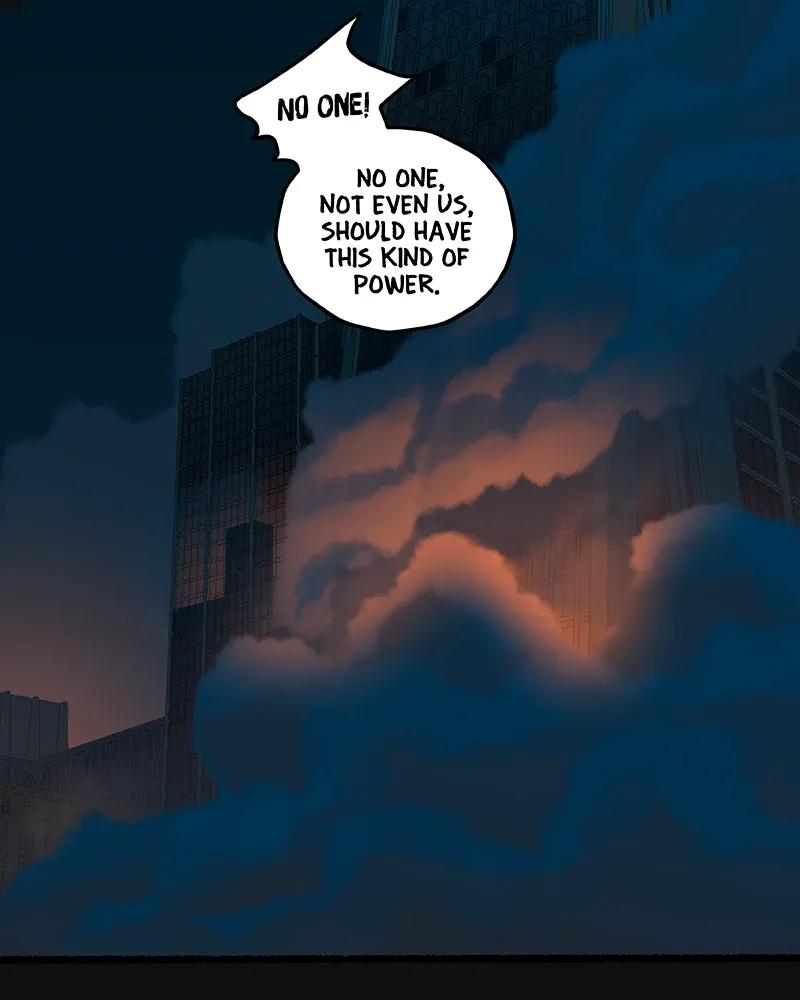 NO ONE!
NO ONE,
NOT EVEN US,
SHOULD HAVE
THIS KIND OF
POWER.